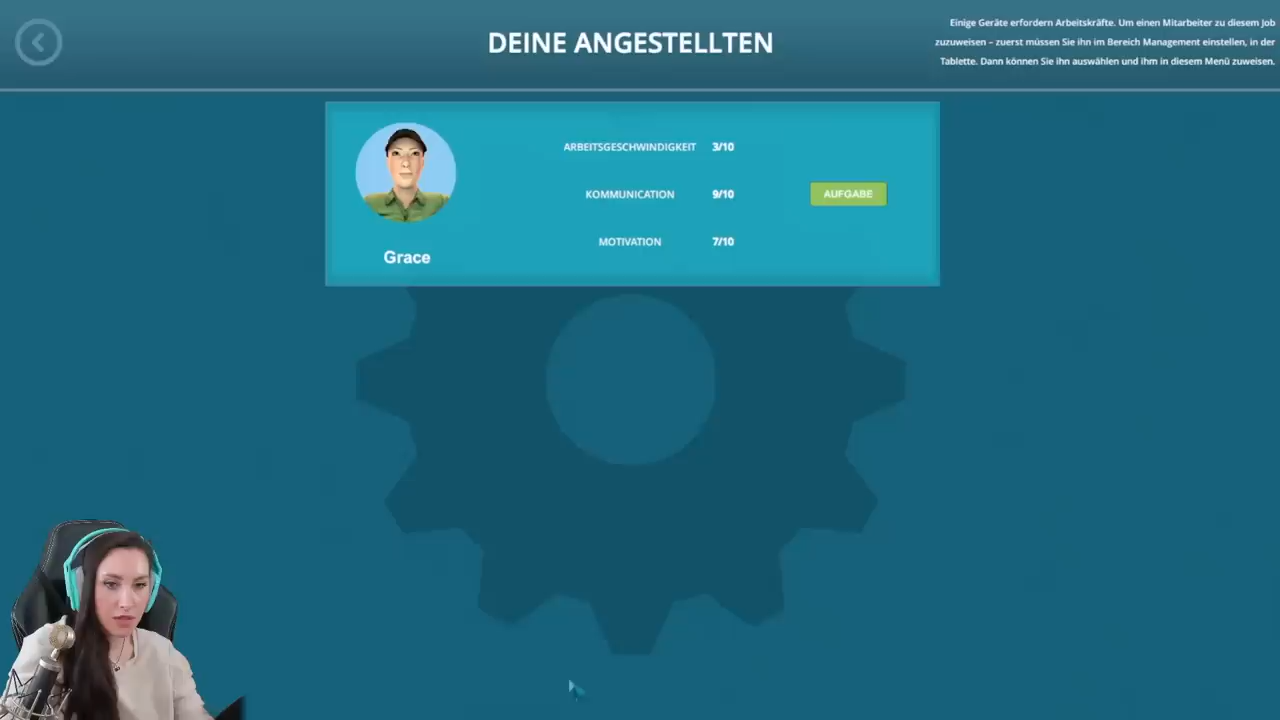 DEINE ANGESTELLTEN
Einige Geräte erfordern Arbeitskräfte. Um einen Mitarbeiter zu diesem Job
zuzuweisen – zuerst müssen Sie ihn im Bereich Management einstellen, in der
Tablette. Dann können Sie ihn auswählen und ihm in diesem Menü zuweisen.
ARBEITSGESCHWINDIGKEIT 3/10
KOMMUNICATION 9/10
AUFGABE
MOTIVATION 7/10
Grace